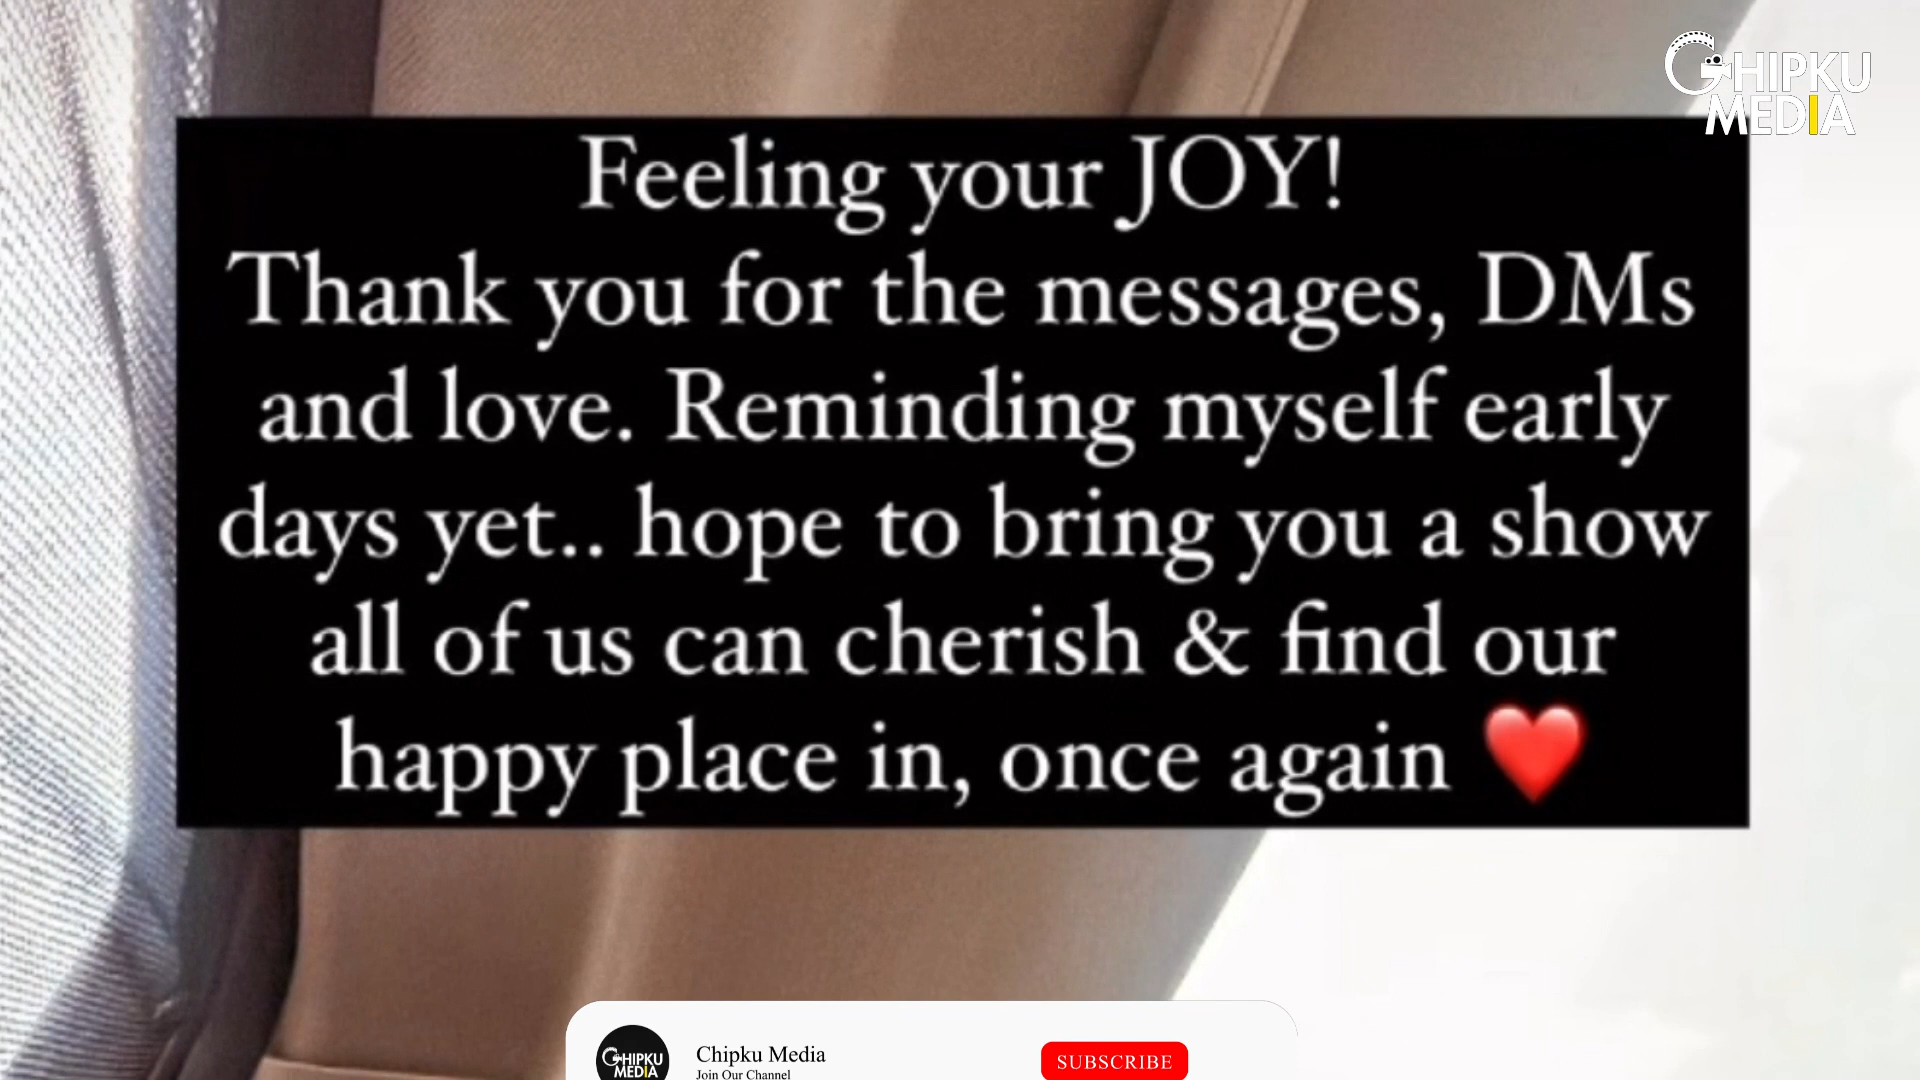 CHIPKU
MEDIA
Feeling your JOY!
Thank you for the messages, DMs
and love. Reminding myself early
days yet.. hope to bring you a show
all of us can cherish & find our
happy place in, once again ❤️
CHIPKU
MEDIA
Chipku Media
Join Our Channel
SUBSCRIBE